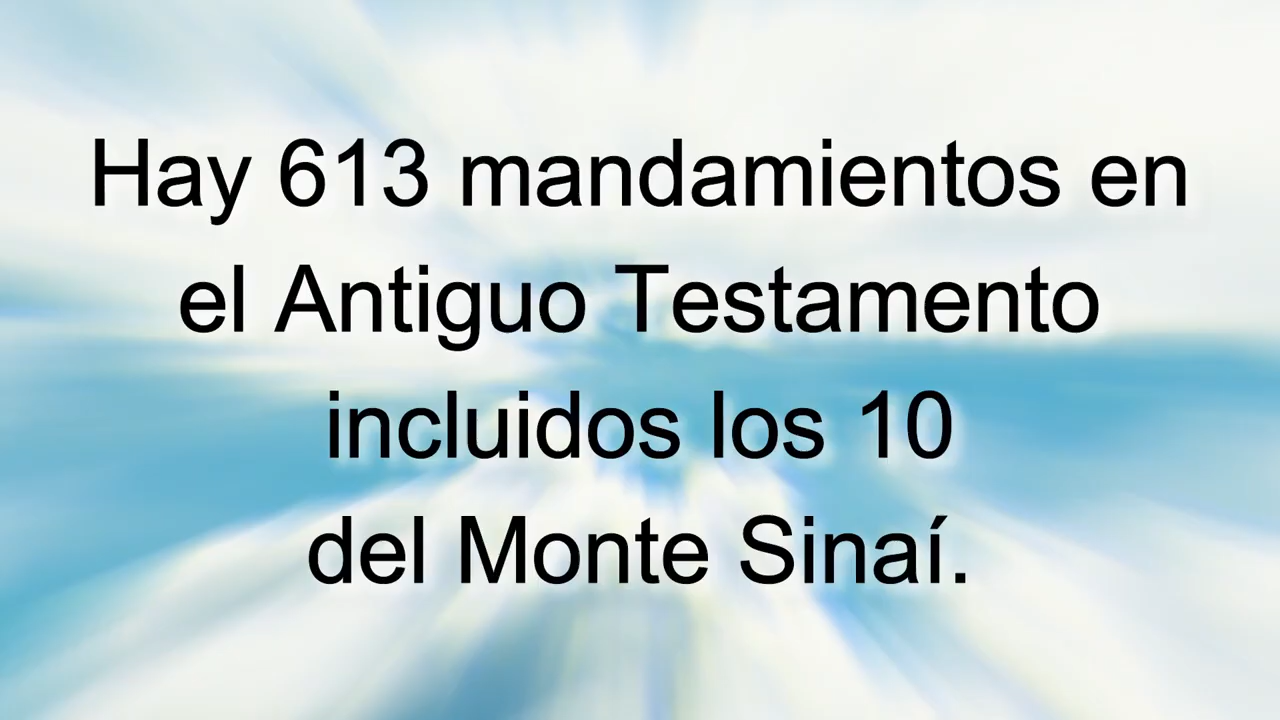 Hay 613 mandamientos en
el Antiguo Testamento
incluidos los 10
del Monte Sinaí.